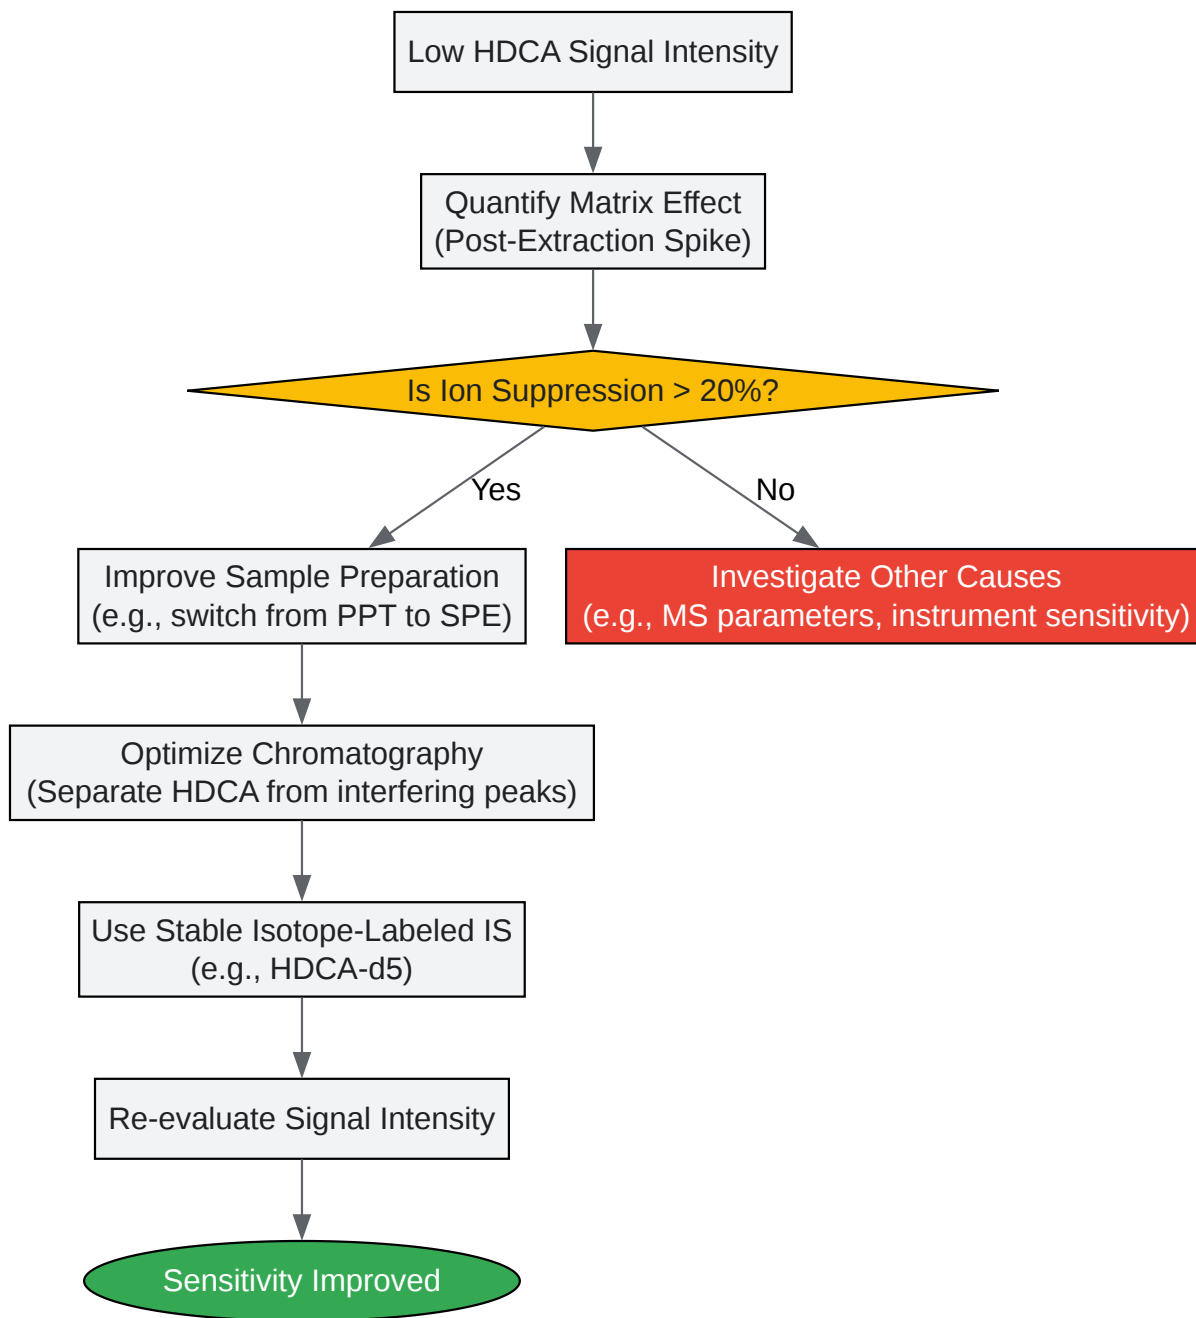 Low HDCA Signal Intensity
Quantify Matrix Effect
(Post-Extraction Spike)
Is Ion Suppression > 20%?
Yes
No
Improve Sample Preparation
(e.g., switch from PPT to SPE)
Investigate Other Causes
(e.g., MS parameters, instrument sensitivity)
Optimize Chromatography
(Separate HDCA from interfering peaks)
Use Stable Isotope-Labeled IS
(e.g., HDCA-d5)
Re-evaluate Signal Intensity
Sensitivity Improved